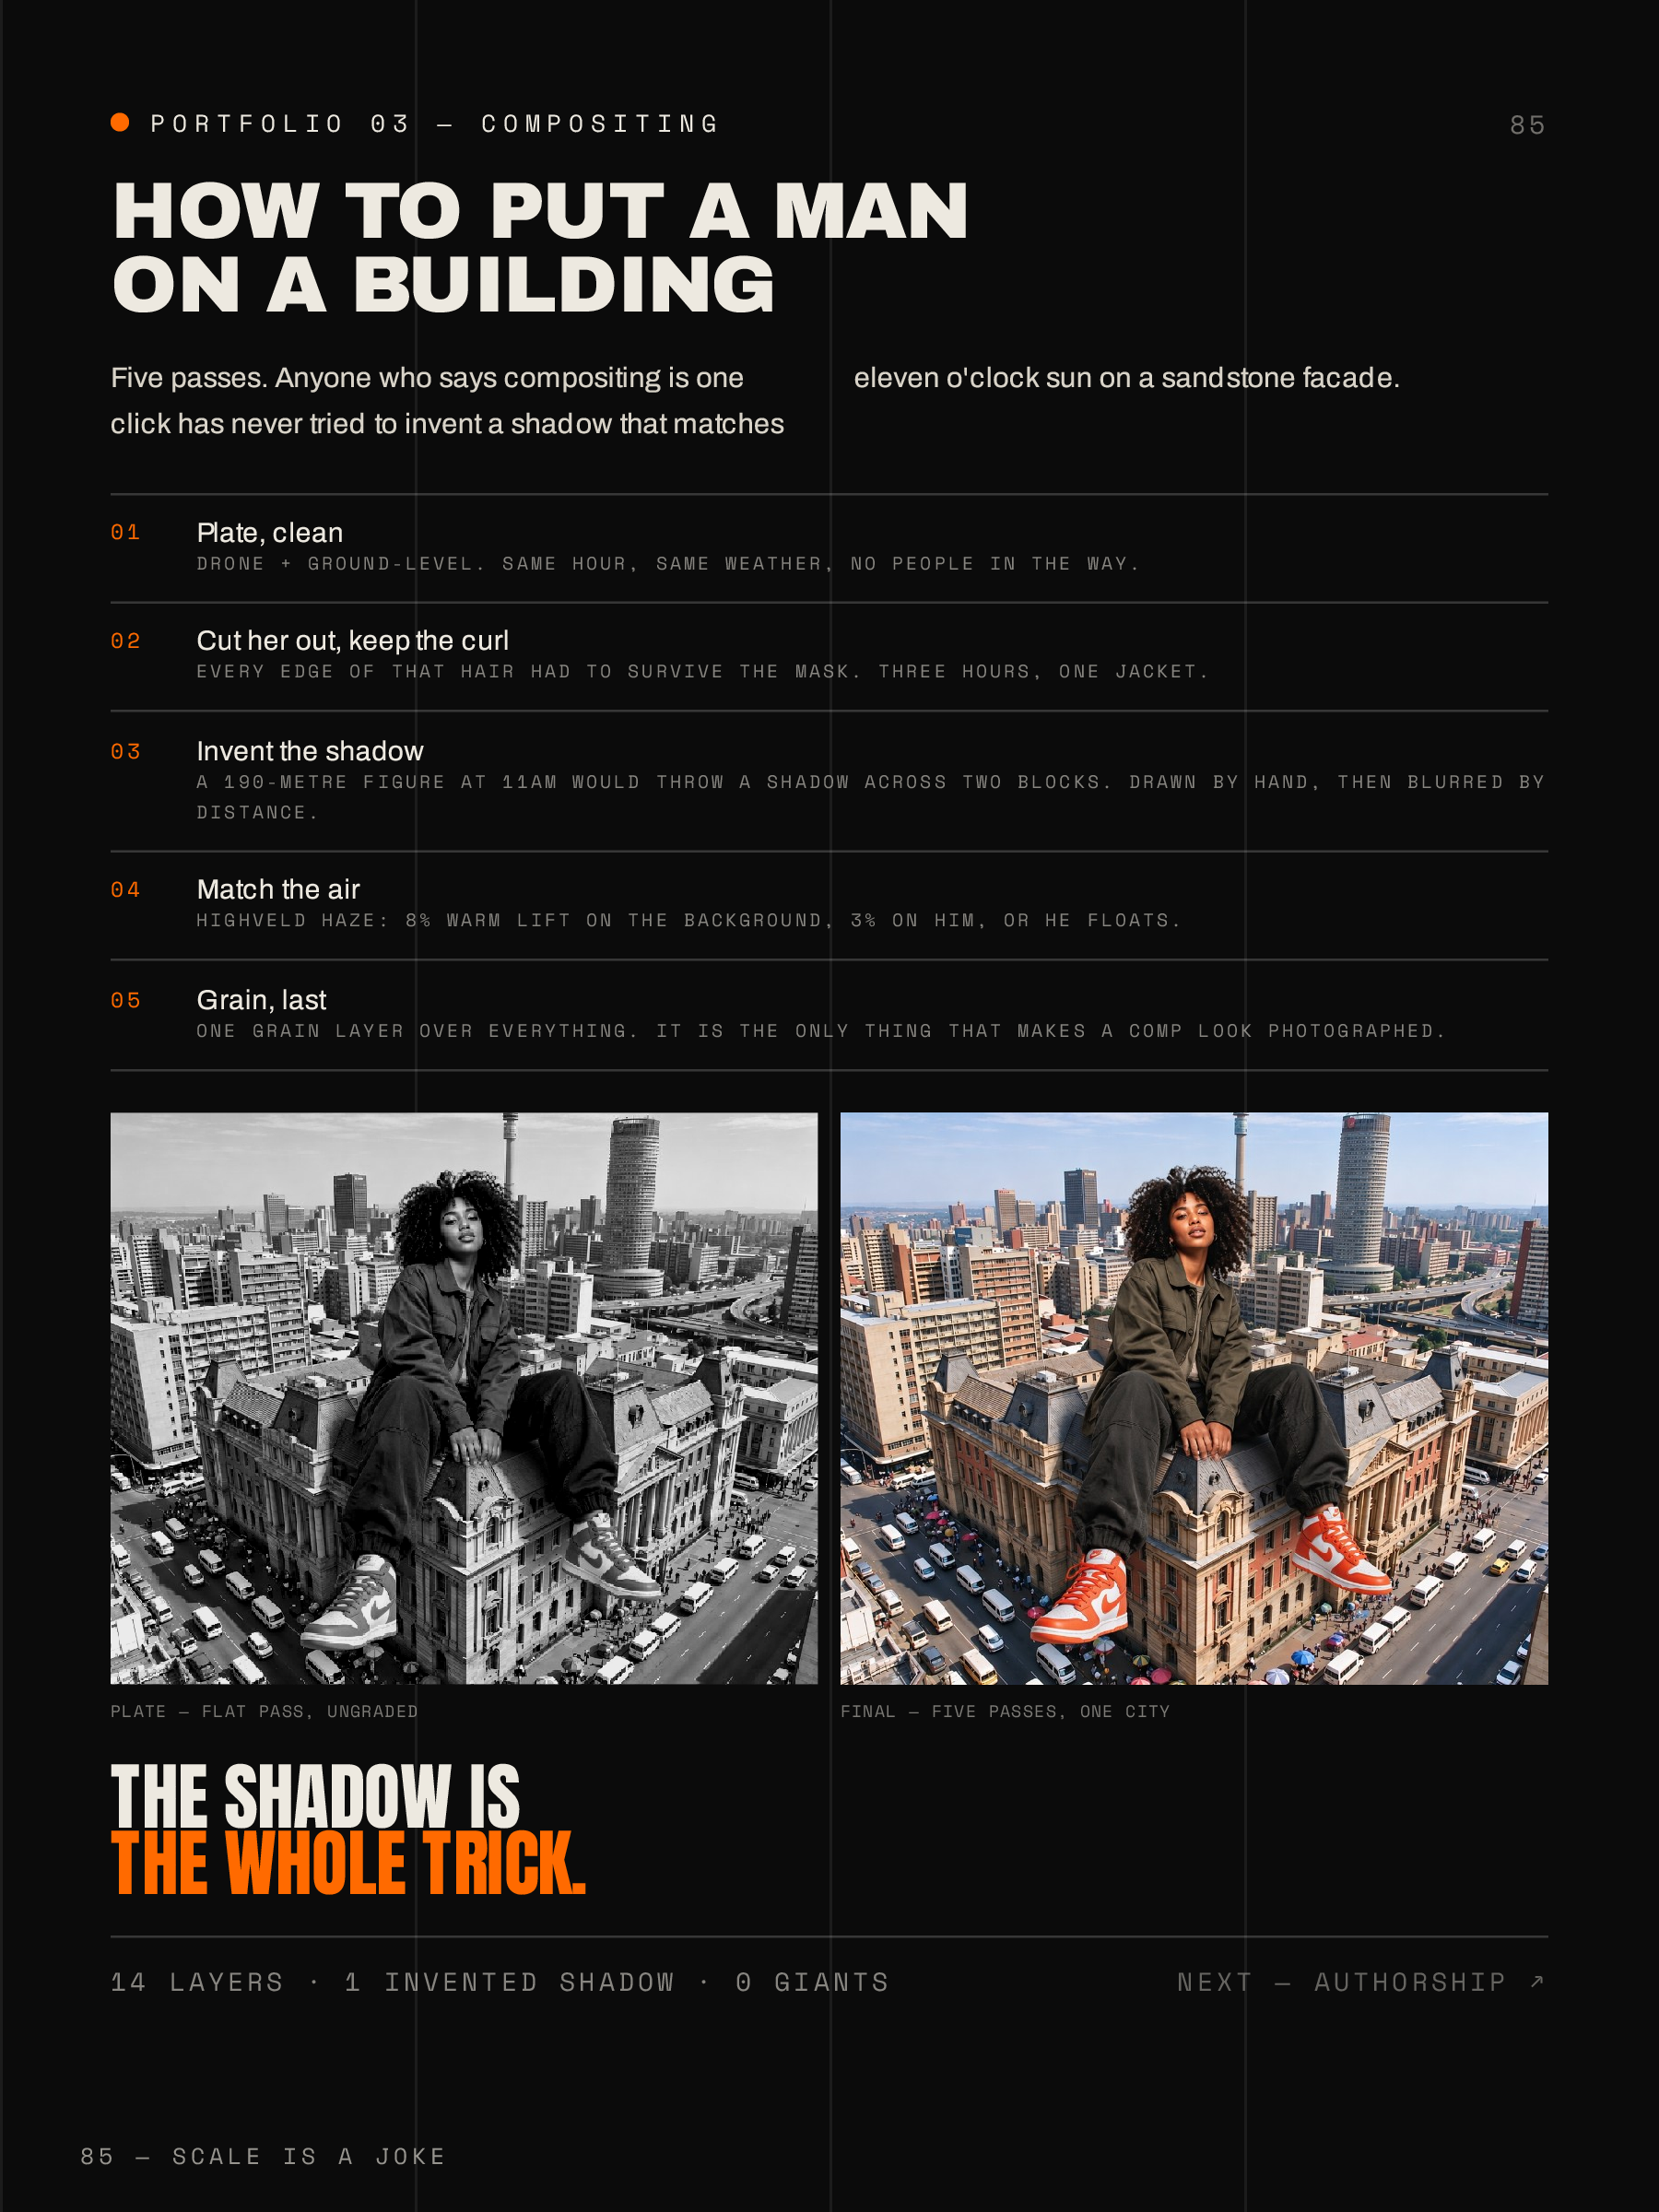 PORTFOLIO 03 — COMPOSITING
85
HOW TO PUT A MAN
ON A BUILDING
Five passes. Anyone who says compositing is one
click has never tried to invent a shadow that matches
eleven o'clock sun on a sandstone facade.
01
Plate, clean
DRONE + GROUND-LEVEL. SAME HOUR, SAME WEATHER, NO PEOPLE IN THE WAY.
02
Cut her out, keep the curl
EVERY EDGE OF THAT HAIR HAD TO SURVIVE THE MASK. THREE HOURS, ONE JACKET.
03
Invent the shadow
A 190-METRE FIGURE AT 11AM WOULD THROW A SHADOW ACROSS TWO BLOCKS. DRAWN BY HAND, THEN BLURRED BY
DISTANCE.
04
Match the air
HIGHVELD HAZE: 8% WARM LIFT ON THE BACKGROUND, 3% ON HIM, OR HE FLOATS.
05
Grain, last
ONE GRAIN LAYER OVER EVERYTHING. IT IS THE ONLY THING THAT MAKES A COMP LOOK PHOTOGRAPHED.
PLATE — FLAT PASS, UNGRADED
FINAL — FIVE PASSES, ONE CITY
THE SHADOW IS
THE WHOLE TRICK.
14 LAYERS · 1 INVENTED SHADOW · 0 GIANTS
NEXT — AUTHORSHIP ↗
85 — SCALE IS A JOKE